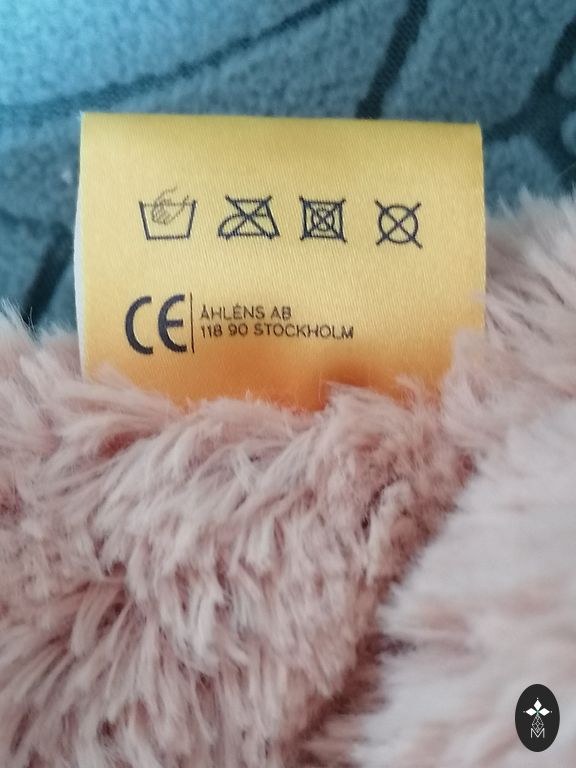 CE
ÅHLÉNS AB
118 90 STOCKHOLM